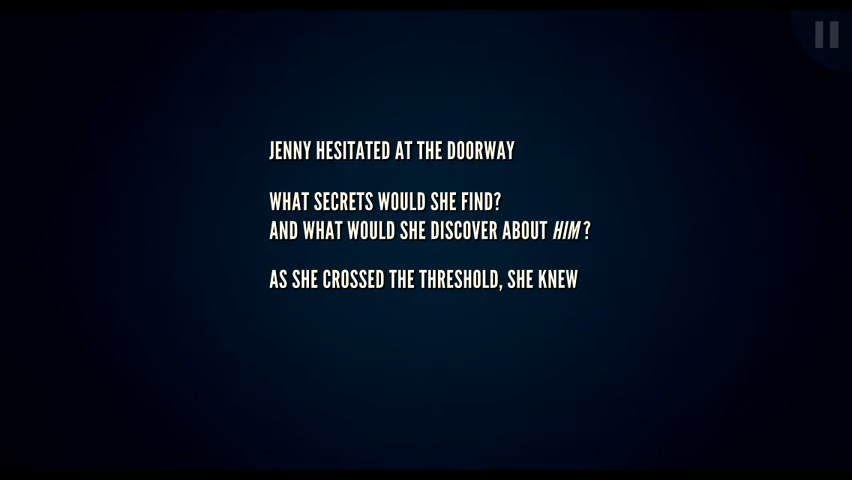 JENNY HESITATED AT THE DOORWAY
WHAT SECRETS WOULD SHE FIND?
AND WHAT WOULD SHE DISCOVER ABOUT HIM?
AS SHE CROSSED THE THRESHOLD, SHE KNEW